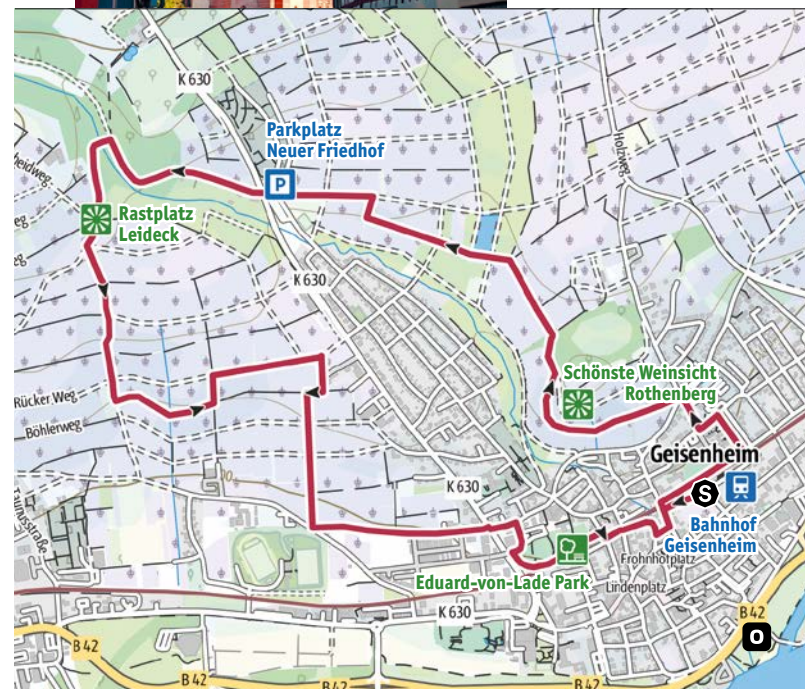 K 630
Parkplatz
Neuer Friedhof
P
Holzweg
Rastplatz
Leideck
K 630
Schönste Weinsicht
Rothenberg
Rücker Weg
Böhlerweg
Geisenheim
S
K 630
Bahnhof
Geisenheim
Taunusstraße
Frohnhofplatz
Eduard-von-Lade Park
Lindenplatz
K 630
B 42
O
B 42
B 42
B 42
B 42